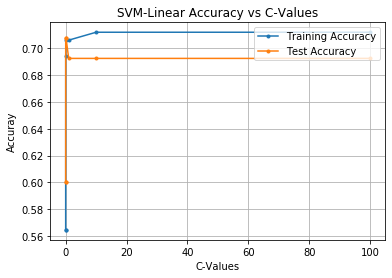 SVM-Linear Accuracy vs C-Values
Training Accuracy
Test Accuracy
Accuray
0.70
0.68
0.66
0.64
0.62
0.60
0.58
0.56
0 20 40 60 80 100
C-Values